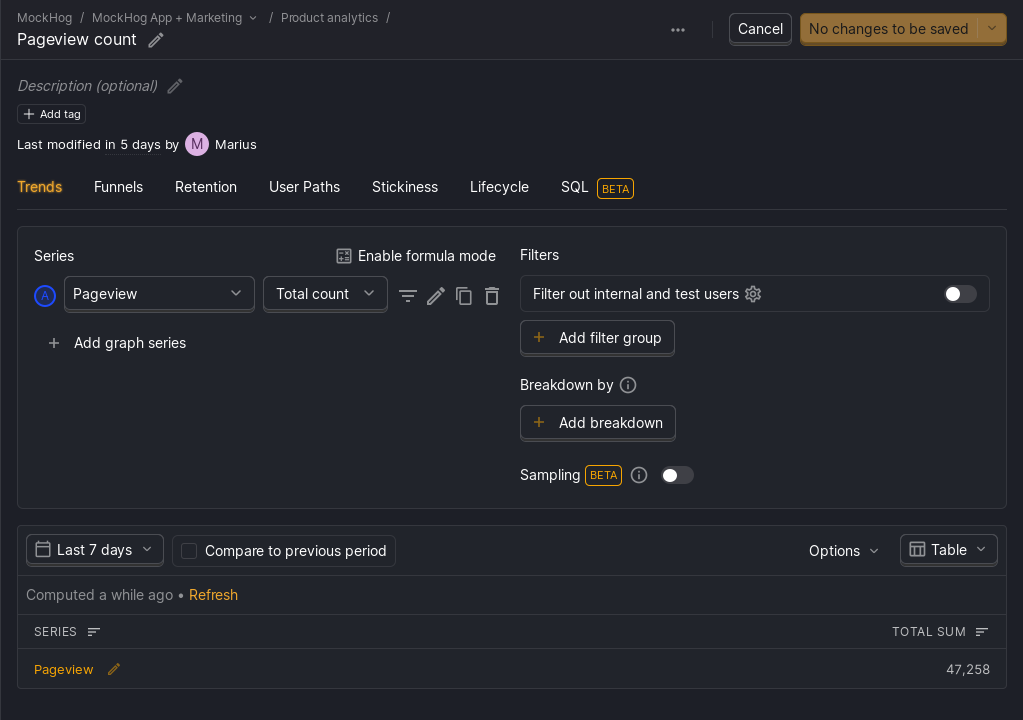 MockHog / MockHog App + Marketing / Product analytics /
Pageview count
Cancel
No changes to be saved
Description (optional)
Add tag
Last modified in 5 days by M Marius
Trends Funnels Retention User Paths Stickiness Lifecycle SQL BETA
Series
Enable formula mode
A Pageview Total count
Add graph series
Filters
Filter out internal and test users
Add filter group
Breakdown by
Add breakdown
Sampling BETA
Last 7 days Compare to previous period Options Table
Computed a while ago • Refresh
SERIES TOTAL SUM
Pageview 47,258